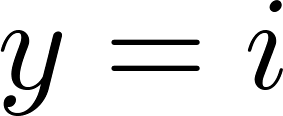 y = i